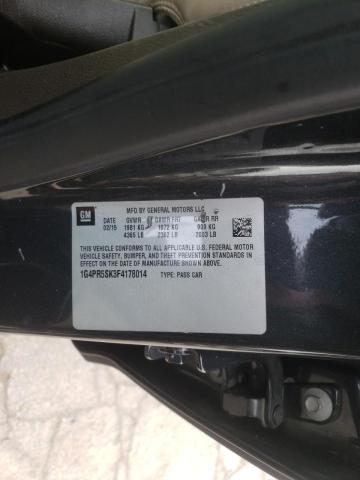 MFG BY GENERAL MOTORS LLC
GM
DATE GVWR GAWR FRT GAWR RR
02/15 1981 KG 1072 KG 909 KG
4365 LB 2362 LB 2003 LB
THIS VEHICLE CONFORMS TO ALL APPLICABLE U.S. FEDERAL MOTOR
VEHICLE SAFETY, BUMPER, AND THEFT PREVENTION STANDARDS IN
EFFECT ON THE DATE OF MANUFACTURE SHOWN ABOVE.
1G4PR5SK3F4178014 TYPE: PASS CAR